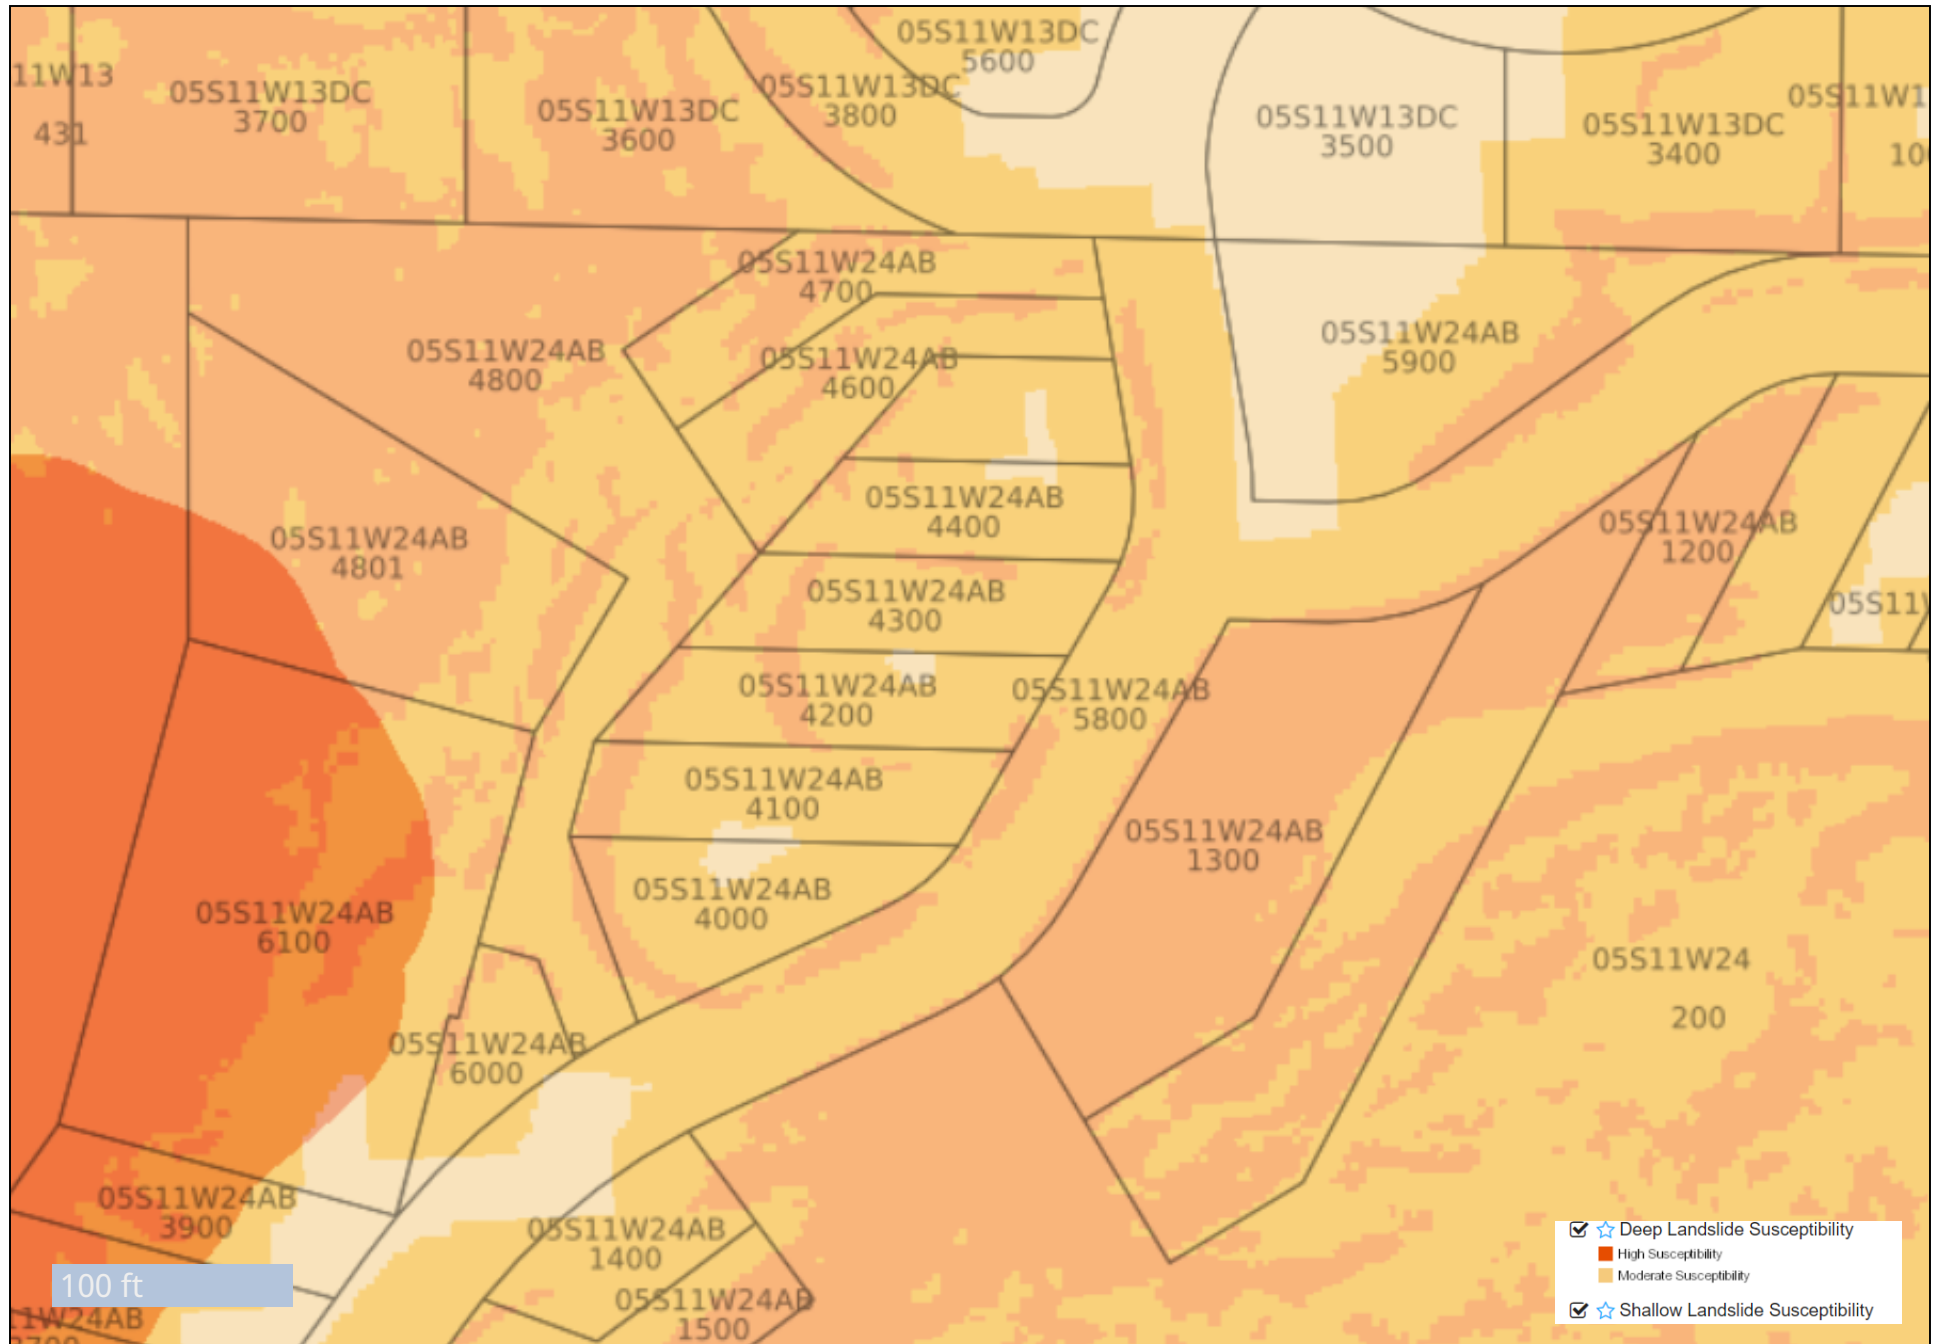 05S11W13DC
5600
11W13
431
05S11W13DC
3700
05S11W13DC
3600
05S11W13DC
3800
05S11W13DC
3500
05S11W13DC
3400
05S11W1
10
05S11W24AB
4700
05S11W24AB
4800
05S11W24AB
4600
05S11W24AB
5900
05S11W24AB
4400
05S11W24AB
4801
05S11W24AB
1200
05S11W24AB
4300
05S11
05S11W24AB
4200
05S11W24AB
5800
05S11W24AB
4100
05S11W24AB
1300
05S11W24AB
4000
05S11W24AB
6100
05S11W24
200
05S11W24AB
6000
05S11W24AB
3900
05S11W24AB
1400
05S11W24AB
1500
100 ft
1W24AB
Deep Landslide Susceptibility
High Susceptibility
Moderate Susceptibility
Shallow Landslide Susceptibility